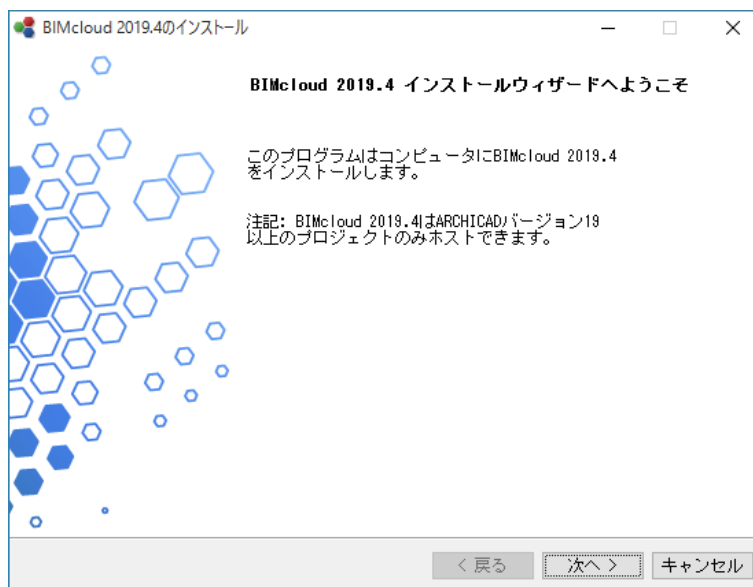 BIMcloud 2019.4のインストール
BIMcloud 2019.4 インストールウィザードへようこそ
このプログラムはコンピュータにBIMcloud 2019.4
をインストールします。
注記: BIMcloud 2019.4はARCHICADバージョン19
以上のプロジェクトのみホストできます。
< 戻る
次へ >
キャンセル